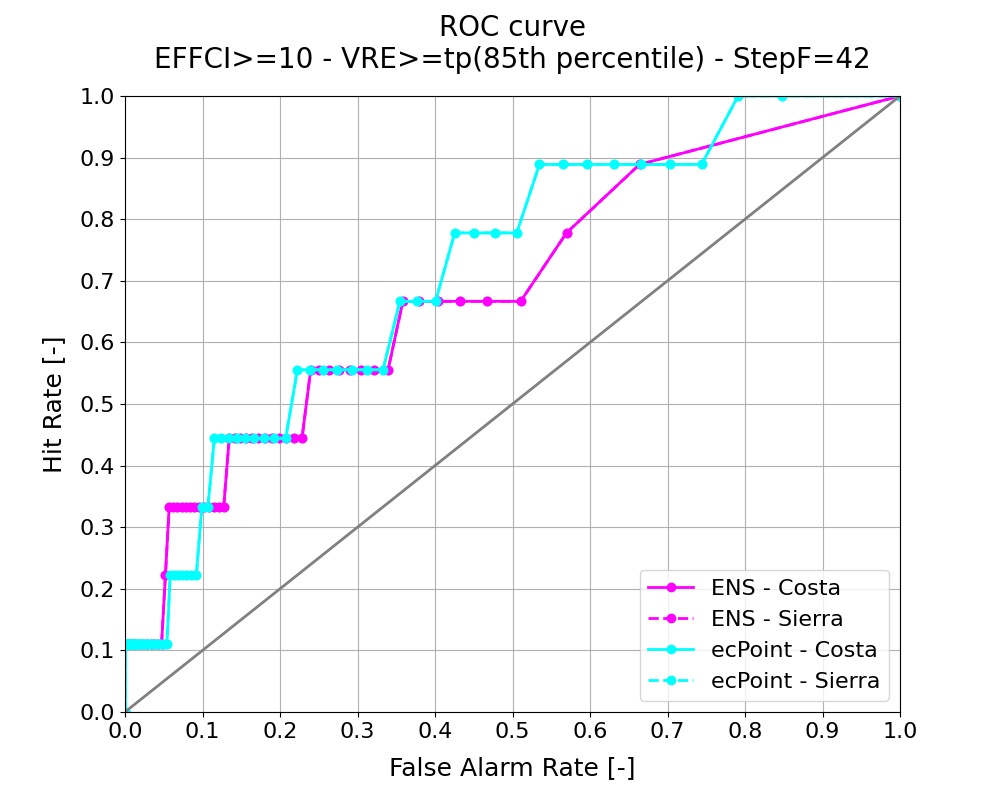 ROC curve
EFFCI>=10 - VRE>=tp(85th percentile) - StepF=42
1.0
0.9
0.8
0.7
0.6
0.5
0.4
0.3
0.2
0.1
0.0
Hit Rate [-]
ENS - Costa
ENS - Sierra
ecPoint - Costa
ecPoint - Sierra
0.0 0.1 0.2 0.3 0.4 0.5 0.6 0.7 0.8 0.9 1.0
False Alarm Rate [-]